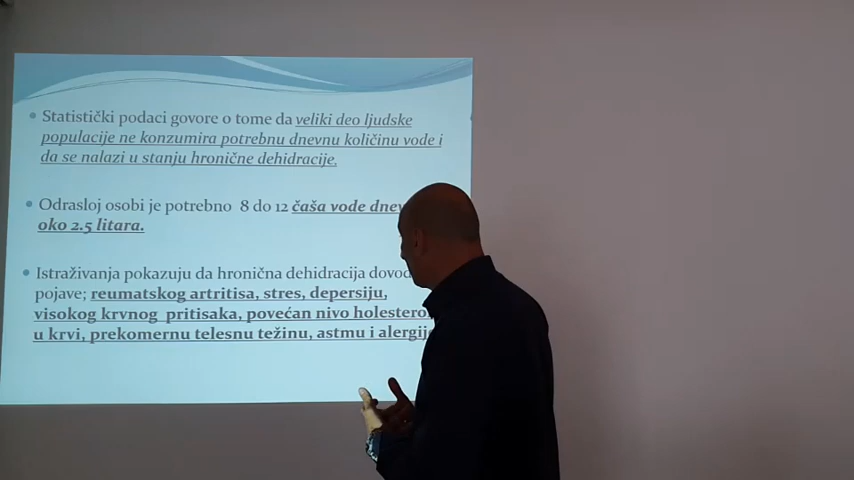 Statistički podaci govore o tome da veliki deo ljudske
populacije ne konzumira potrebnu dnevnu količinu vode i
da se nalazi u stanju hronične dehidracije.
Odrasloj osobi je potrebno 8 do 12 čaša vode
oko 2.5 litara.
Istraživanja pokazuju da hronična dehidracija
pojave; reumatskog artritisa, stres, depersiju,
visokog krvnog pritisaka, povećan nivo
u krvi, prekomernu telesnu težinu, astmu i